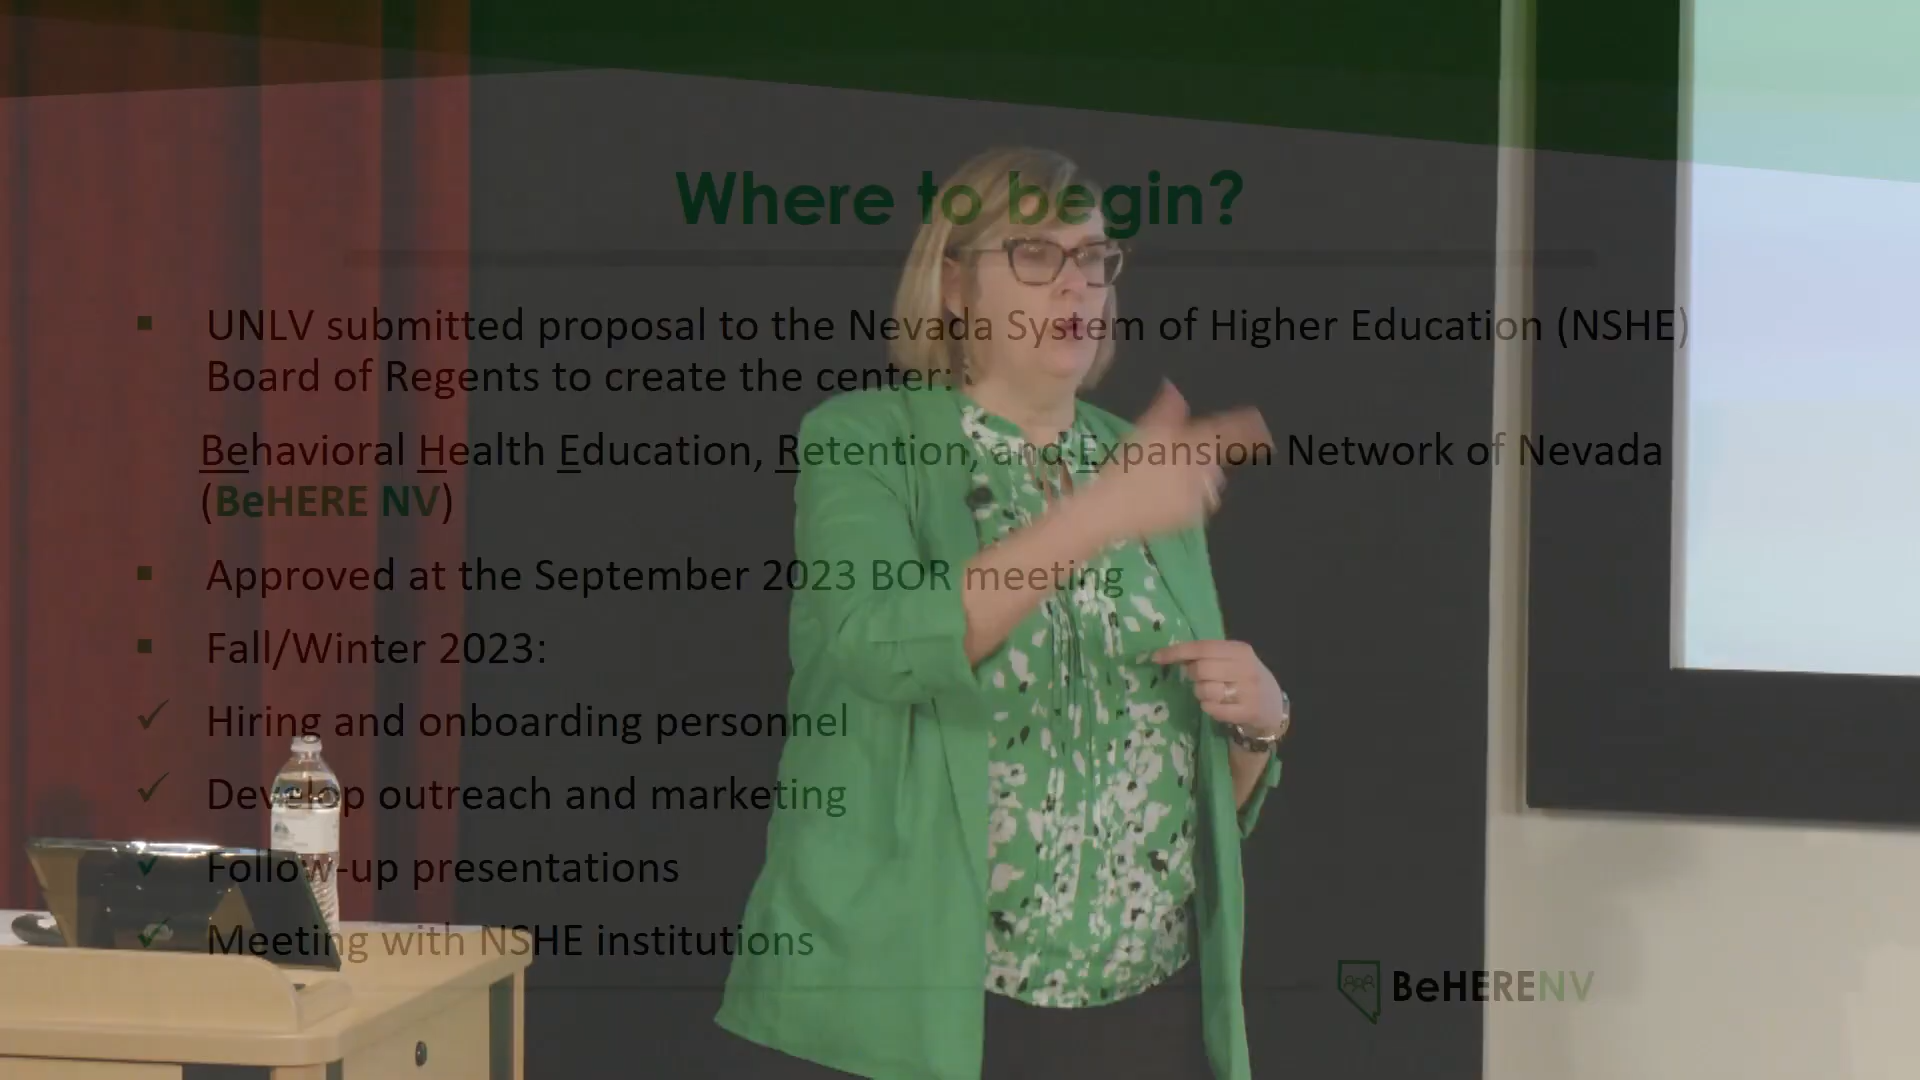 Where to begin?
UNLV submitted proposal to the Nevada System of Higher Education (NSHE)
Board of Regents to create the center:
Behavioral Health Education, Retention, and Expansion Network of Nevada
(BeHERE NV)
Approved at the September 2023 BOR meeting
Fall/Winter 2023:
Hiring and onboarding personnel
Develop outreach and marketing
Follow-up presentations
Meeting with NSHE institutions
BeHERENV